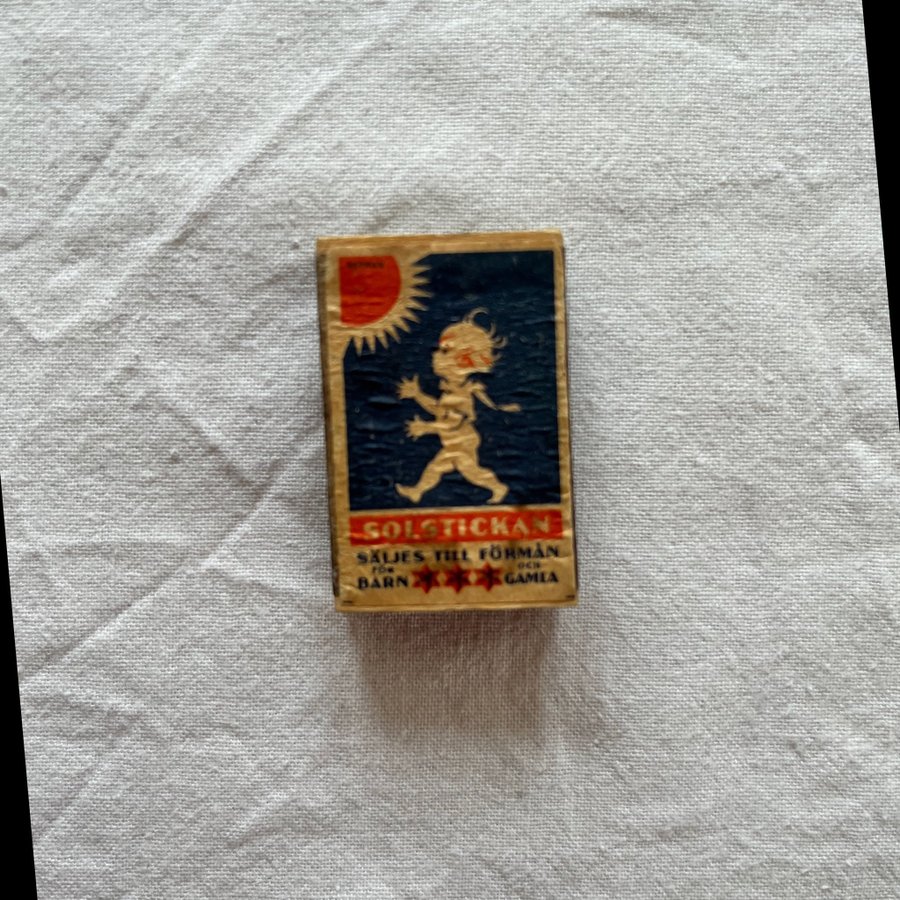 SOLSTICKAN
SÄLJES TILL FÖRMÅN
FÖR BARN OCH GAMLA